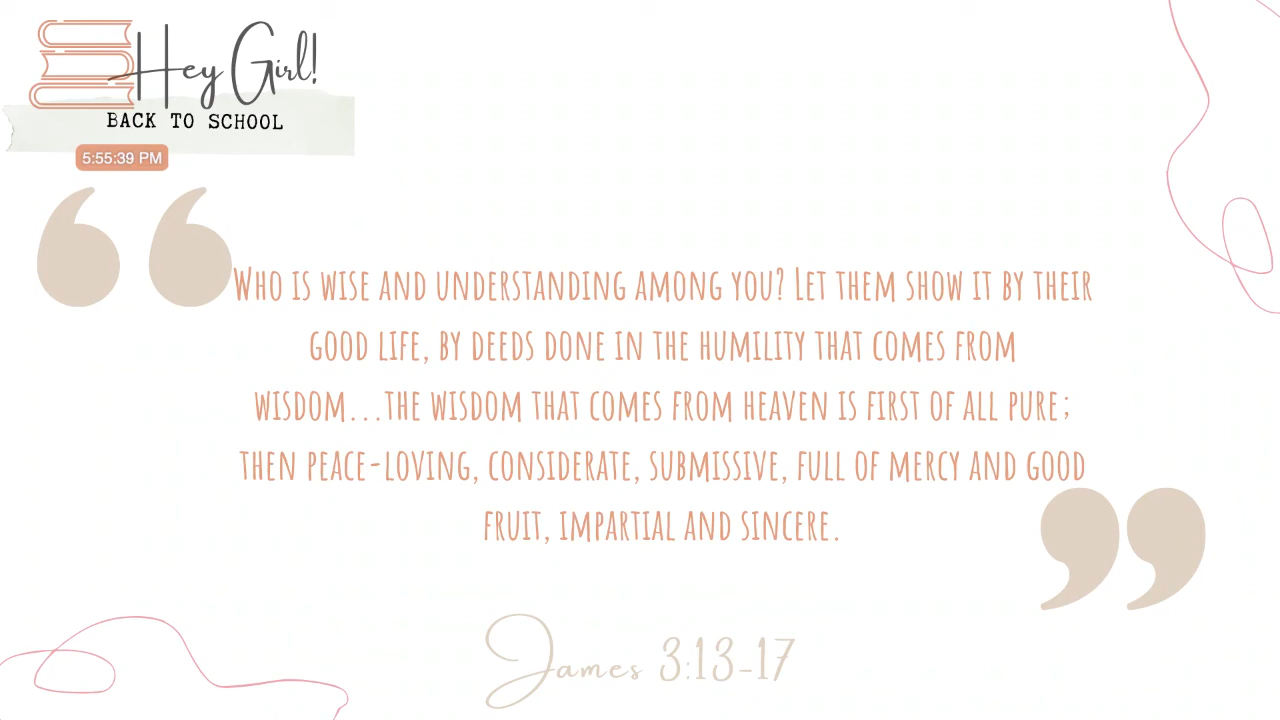 Hey Girl!
BACK TO SCHOOL
5:55:39 PM
“Who is wise and understanding among you? Let them show it by their
good life, by deeds done in the humility that comes from
wisdom...the wisdom that comes from heaven is first of all pure;
then peace-loving, considerate, submissive, full of mercy and good
fruit, impartial and sincere.”
James 3:13-17